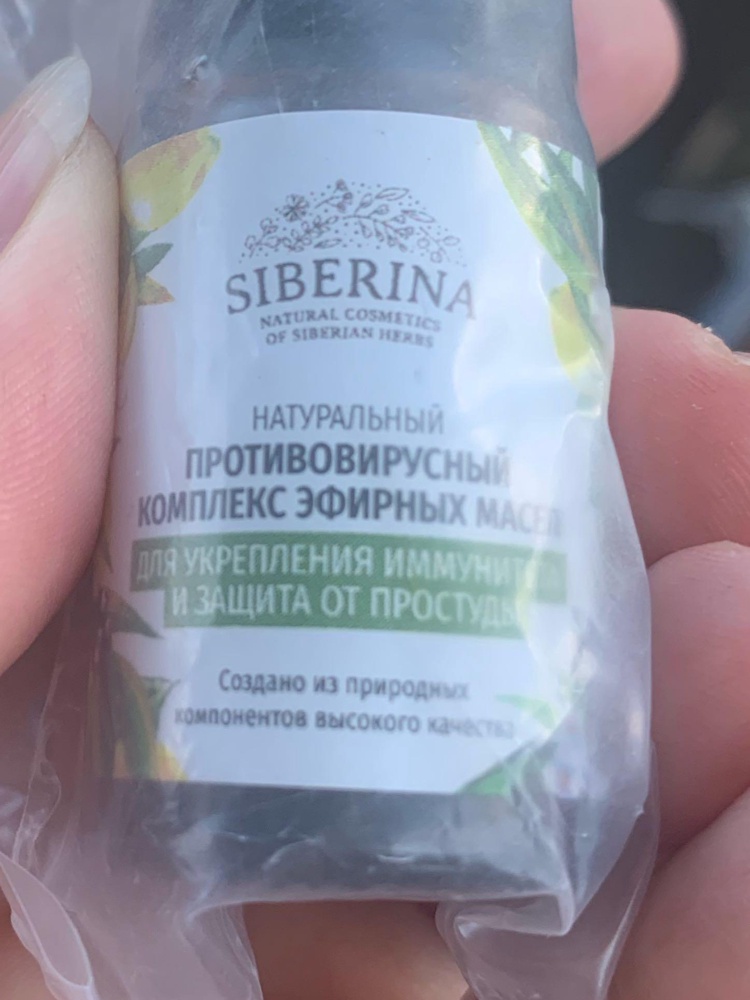 SIBERINA
NATURAL COSMETICS
OF SIBERIAN HERBS
НАТУРАЛЬНЫЙ
ПРОТИВОВИРУСНЫЙ
КОМПЛЕКС ЭФИРНЫХ МАСЕЛ
ДЛЯ УКРЕПЛЕНИЯ ИММУНИТЕТА
И ЗАЩИТА ОТ ПРОСТУДЫ
Создано из природных
компонентов высокого качества